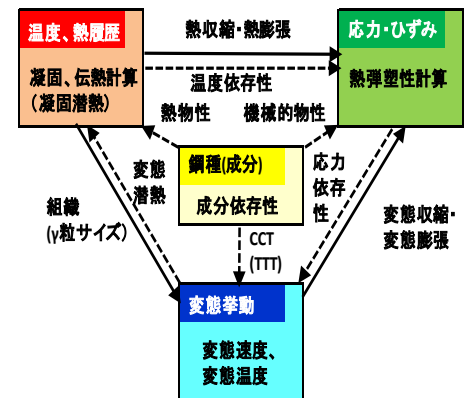 温度、熱履歴
凝固、伝熱計算
（凝固潜熱）
熱収縮・熱膨張
温度依存性
熱物性
機械的物性
応力・ひずみ
熱弾塑性計算
鋼種(成分)
成分依存性
変態
潜熱
応力
依存
性
組織
(γ粒サイズ)
CCT
(TTT)
変態収縮・
変態膨張
変態挙動
変態速度、
変態温度